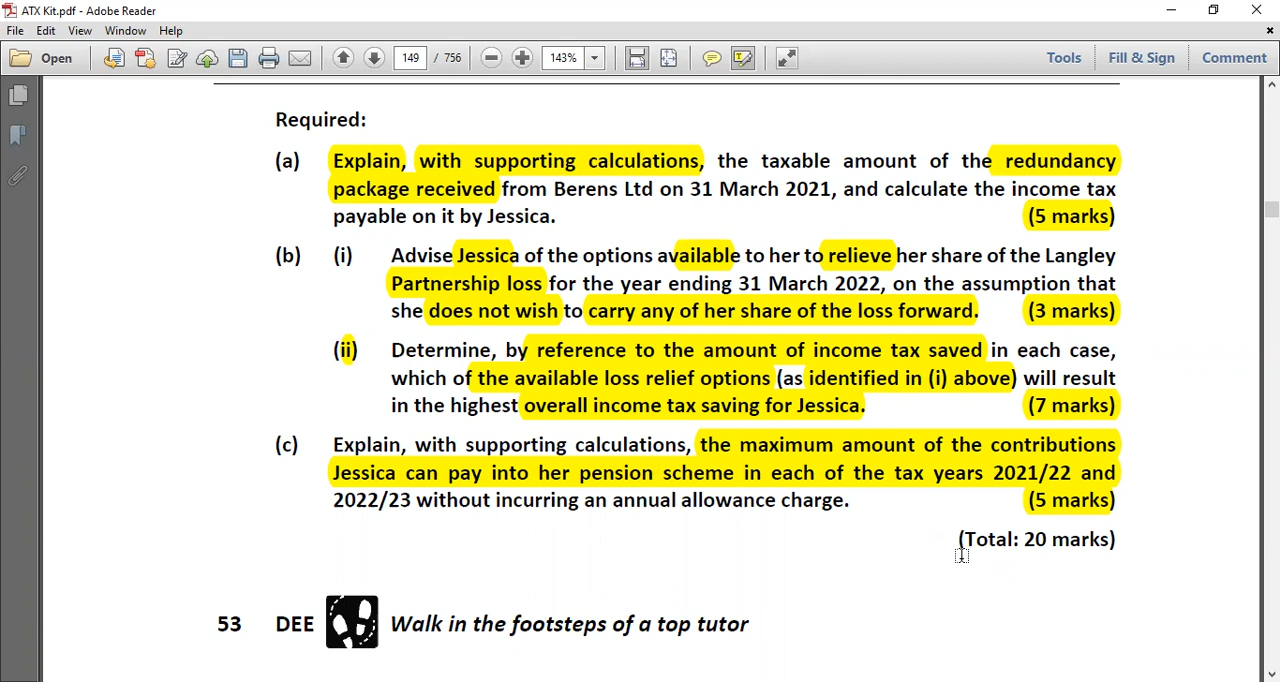 ATX Kit.pdf - Adobe Reader
File Edit View Window Help
Open 149 / 756 143% Tools Fill & Sign Comment
Required:
(a) Explain, with supporting calculations, the taxable amount of the redundancy
package received from Berens Ltd on 31 March 2021, and calculate the income tax
payable on it by Jessica. (5 marks)
(b) (i) Advise Jessica of the options available to her to relieve her share of the Langley
Partnership loss for the year ending 31 March 2022, on the assumption that
she does not wish to carry any of her share of the loss forward. (3 marks)
(ii) Determine, by reference to the amount of income tax saved in each case,
which of the available loss relief options (as identified in (i) above) will result
in the highest overall income tax saving for Jessica. (7 marks)
(c) Explain, with supporting calculations, the maximum amount of the contributions
Jessica can pay into her pension scheme in each of the tax years 2021/22 and
2022/23 without incurring an annual allowance charge. (5 marks)
(Total: 20 marks)
53 DEE Walk in the footsteps of a top tutor